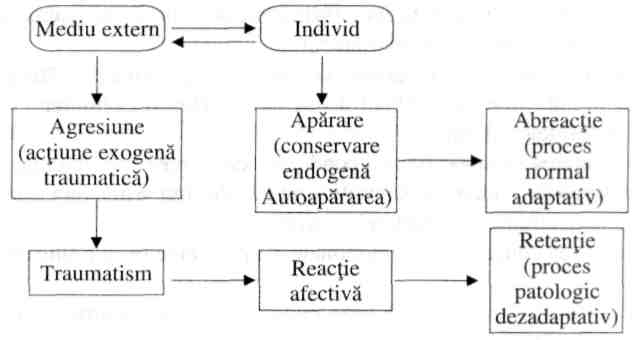 Mediu extern
Individ
Agresiune
(acţiune exogenă
traumatică)
Apărare
(conservare
endogenă
Autoapărarea)
Abreacţie
(proces
normal
adaptativ)
Traumatism
Reacţie
afectivă
Retenţie
(proces
patologic
dezadaptativ)